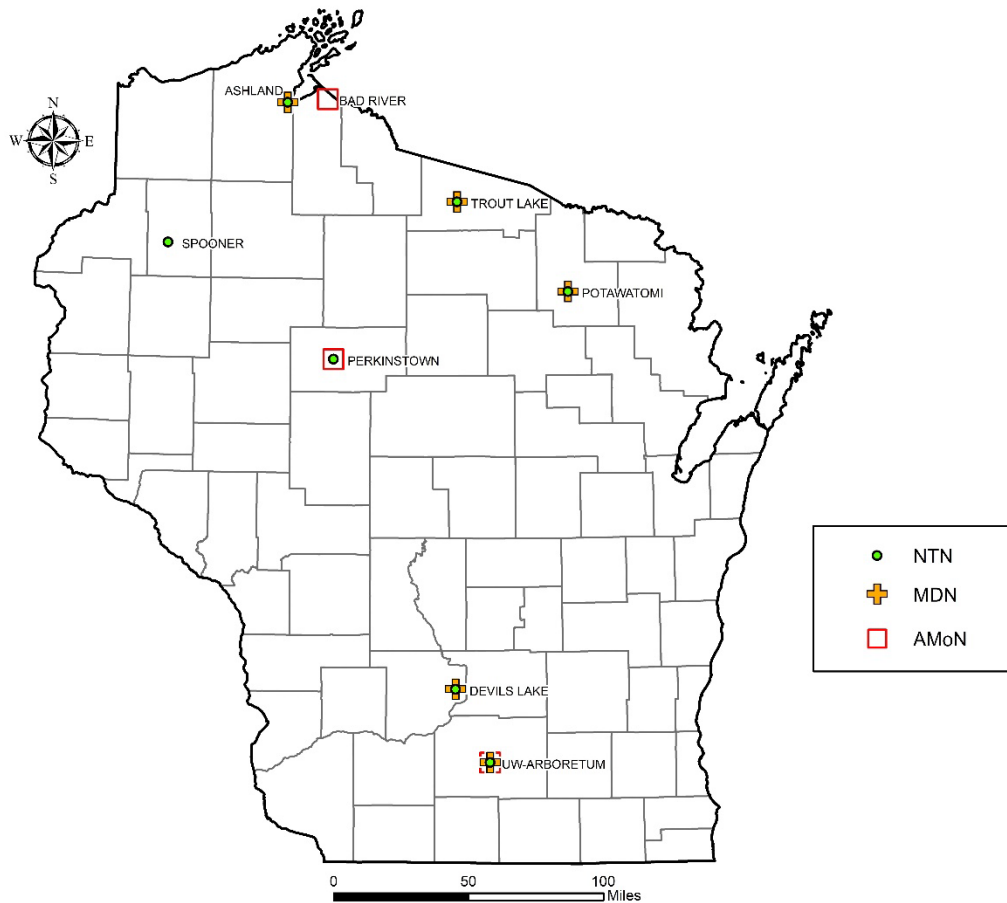 ASHLAND
BAD RIVER
N
W E
S
TROUT LAKE
SPOONER
POTAWATOMI
PERKINSTOWN
NTN
MDN
AMoN
DEVILS LAKE
UW-ARBORETUM
0 50 100
Miles